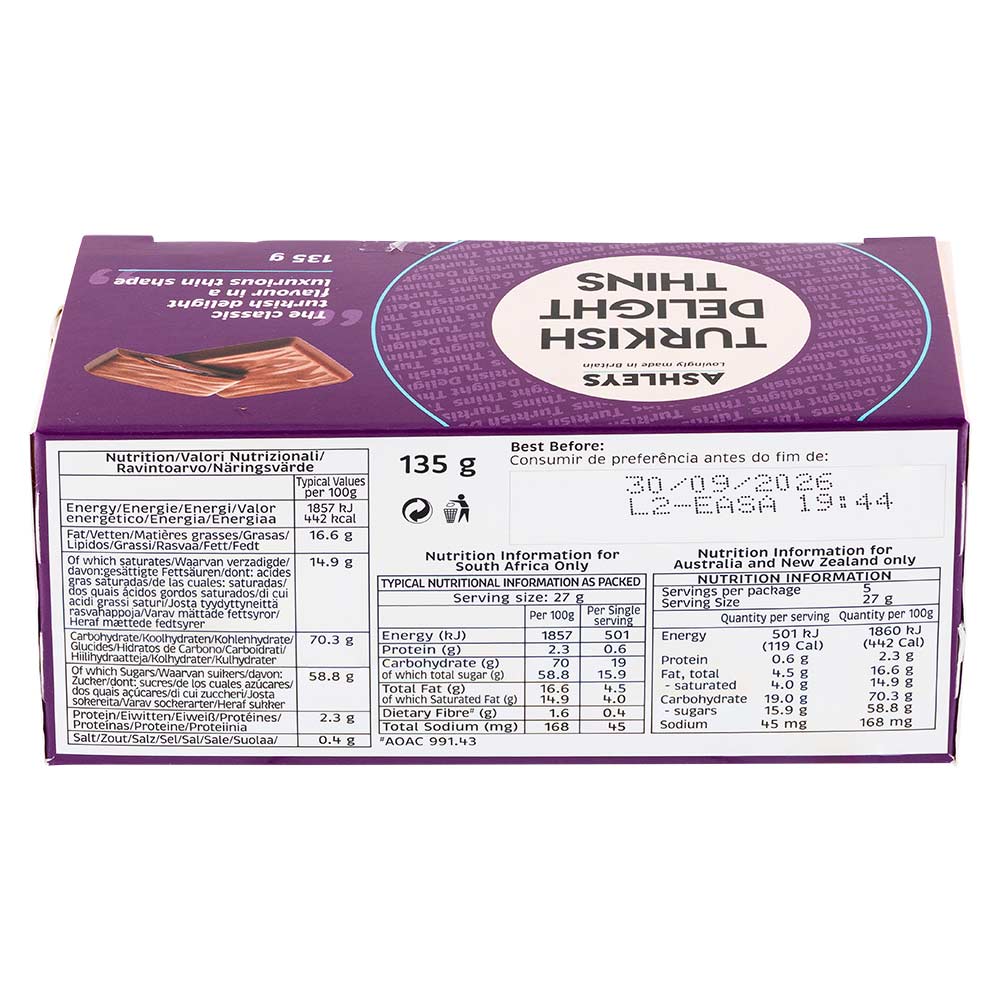 ASHLEYS
Lovingly made in Britain
TURKISH
DELIGHT
THINS
“The classic
turkish delight
flavour in a
luxurious thin shape”
135 g
Nutrition/Valori Nutrizionali/
Ravintoarvo/Näringsvärde
Typical Values
per 100g
Energy/Energie/Energi/Valor
energético/Energia/Energiaa
1857 kJ
442 kcal
Fat/Vetten/Matières grasses/Grasas/
Lipidos/Grassi/Rasvaa/Fett/Fedt
16.6 g
Of which saturates/Waarvan verzadigde/
davon:gesättigte Fettsäuren/dont: acides
gras saturadas/de las cuales: saturadas/
dos quais ácidos gordos saturados/di cui
acidi grassi saturi/Josta tyydyttyneittä
rasvahappoja/Varav mättade fettsyror/
Heraf mættede fedtsyrer
14.9 g
Carbohydrate/Koolhydraten/Kohlenhydrate/
Glucides/Hidratos de Carbono/Carboidrati/
Hiilihydraatteja/Kolhydrater/Kulhydrater
70.3 g
Of which Sugars/Waarvan suikers/davon:
Zucker/dont: sucres/de los cuales azúcares/
dos quais açúcares/di cui zuccheri/Josta
sokereita/Varav sockerarter/Heraf sukker
58.8 g
Protein/Eiwitten/Eiweiß/Protéines/
Proteinas/Proteine/Proteiinia
2.3 g
Salt/Zout/Salz/Sel/Sal/Sale/Suolaa/
0.4 g
135 g
Best Before:
Consumir de preferência antes do fim de:
30/09/2026
L2-EASA 19:44
Nutrition Information for
South Africa Only
TYPICAL NUTRITIONAL INFORMATION AS PACKED
Serving size: 27 g
Per 100g Per Single serving
Energy (kJ) 1857 501
Protein (g) 2.3 0.6
Carbohydrate (g) 70 19
of which total sugar (g) 58.8 15.9
Total Fat (g) 16.6 4.5
of which Saturated Fat (g) 14.9 4.0
Dietary Fibre# (g) 1.6 0.4
Total Sodium (mg) 168 45
#AOAC 991.43
Nutrition Information for
Australia and New Zealand only
NUTRITION INFORMATION
Servings per package 5
Serving Size 27 g
Quantity per serving Quantity per 100g
Energy 501 kJ 1860 kJ
(119 Cal) (442 Cal)
Protein 0.6 g 2.3 g
Fat, total 4.5 g 16.6 g
- saturated 4.0 g 14.9 g
Carbohydrate 19.0 g 70.3 g
- sugars 15.9 g 58.8 g
Sodium 45 mg 168 mg